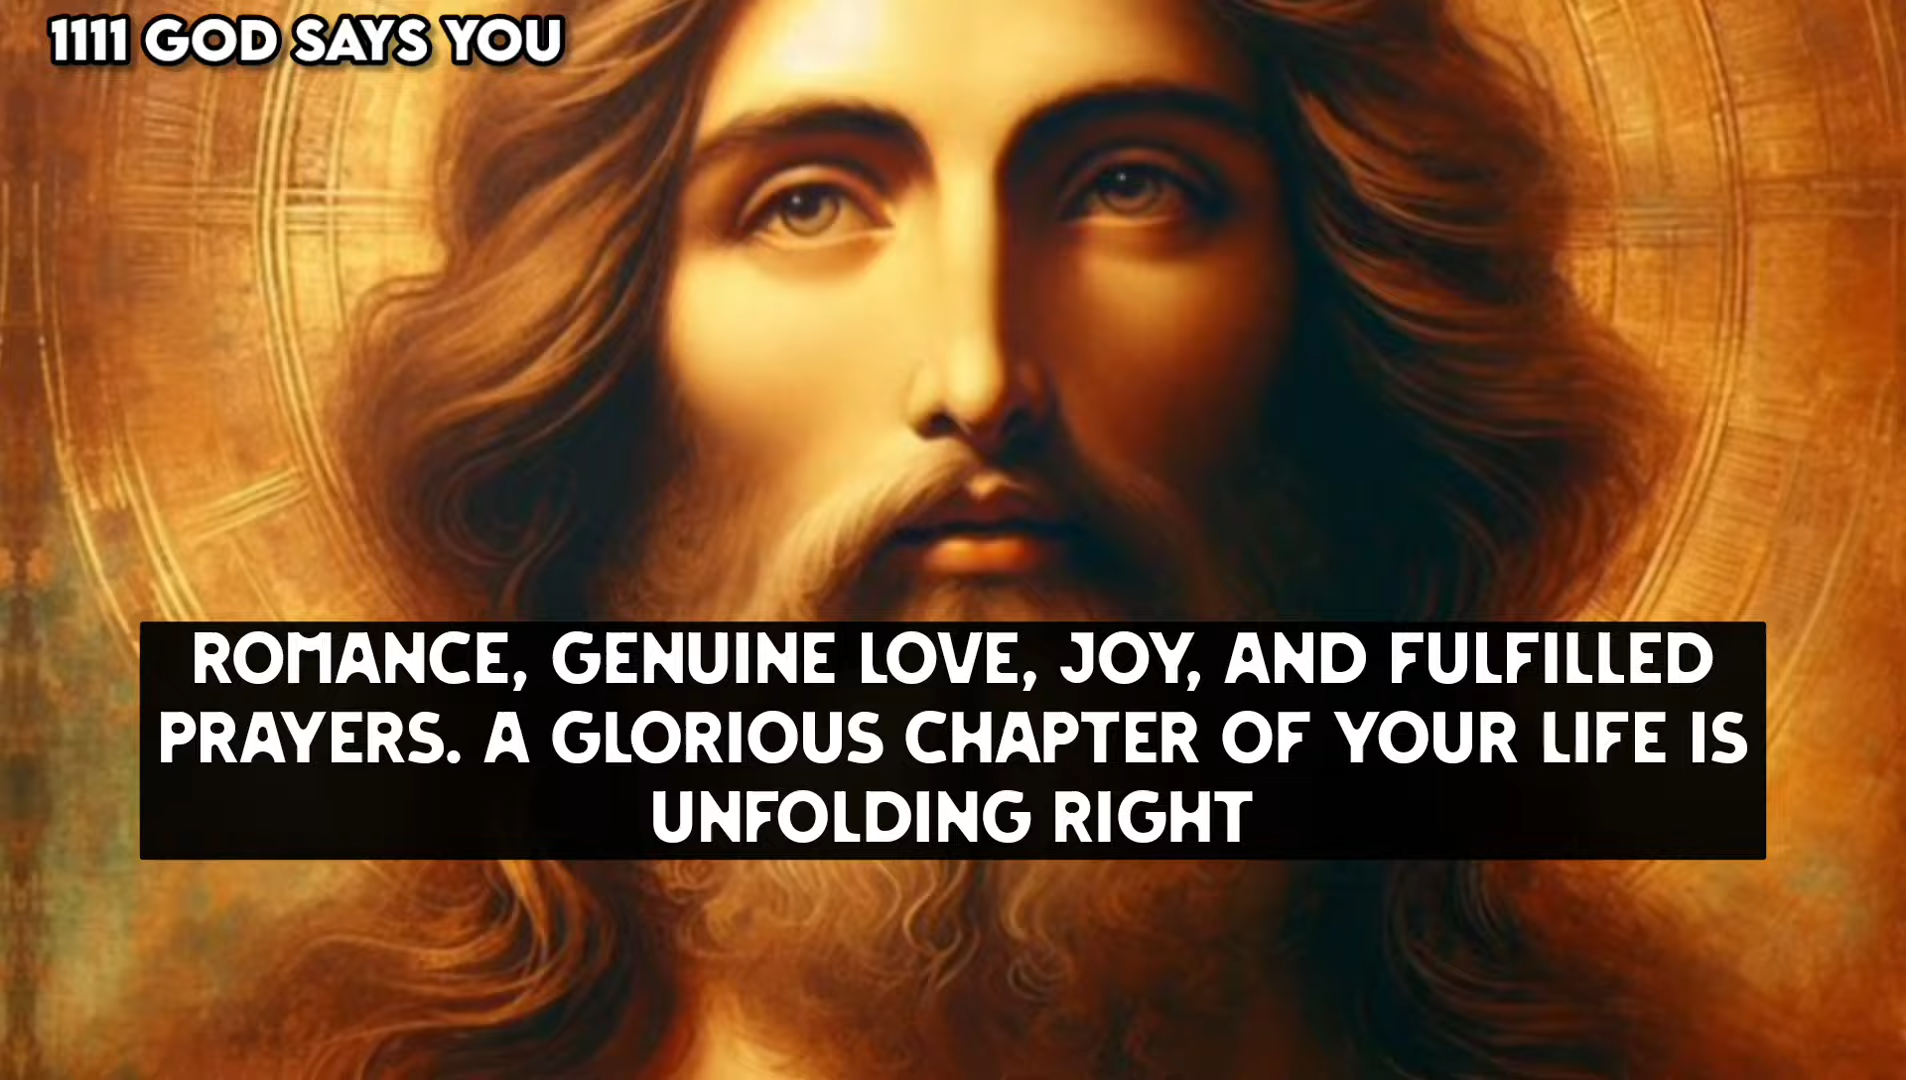 1111 GOD SAYS YOU
ROMANCE, GENUINE LOVE, JOY, AND FULFILLED
PRAYERS. A GLORIOUS CHAPTER OF YOUR LIFE IS
UNFOLDING RIGHT